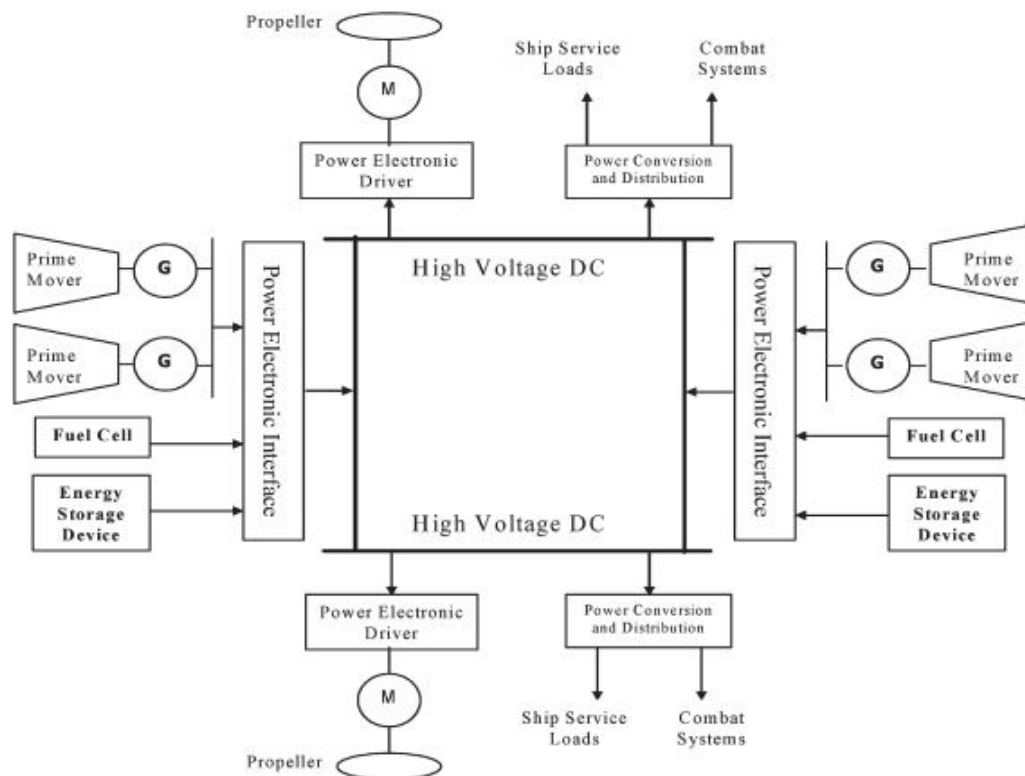 Propeller
M
Power Electronic
Driver
Ship Service
Loads
Combat
Systems
Power Conversion
and Distribution
Prime
Mover
G
Prime
Mover
G
Fuel Cell
Energy
Storage
Device
Power Electronic Interface
High Voltage DC
High Voltage DC
Power Electronic Interface
G
Prime
Mover
G
Prime
Mover
Fuel Cell
Energy
Storage
Device
Power Electronic
Driver
M
Propeller
Power Conversion
and Distribution
Ship Service
Loads
Combat
Systems